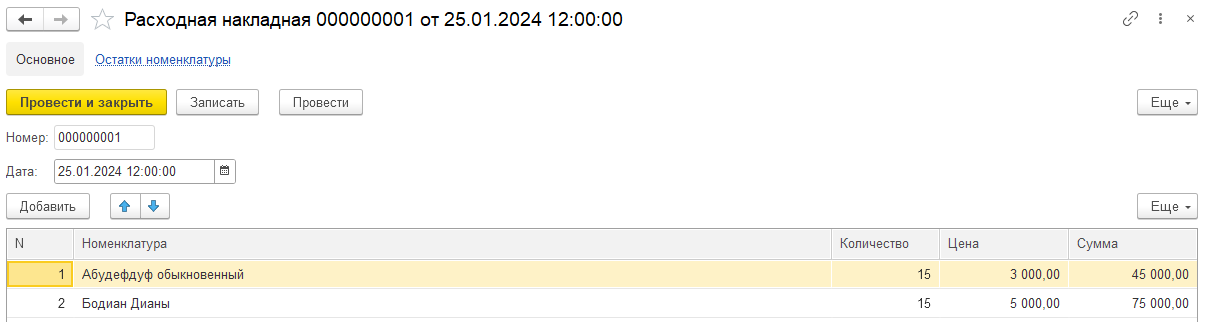 Расходная накладная 000000001 от 25.01.2024 12:00:00
Основное Остатки номенклатуры
Провести и закрыть Записать Провести Еще
Номер: 000000001
Дата: 25.01.2024 12:00:00
Добавить Еще
N Номенклатура Количество Цена Сумма
1 Абудефдуф обыкновенный 15 3 000,00 45 000,00
2 Бодиан Дианы 15 5 000,00 75 000,00